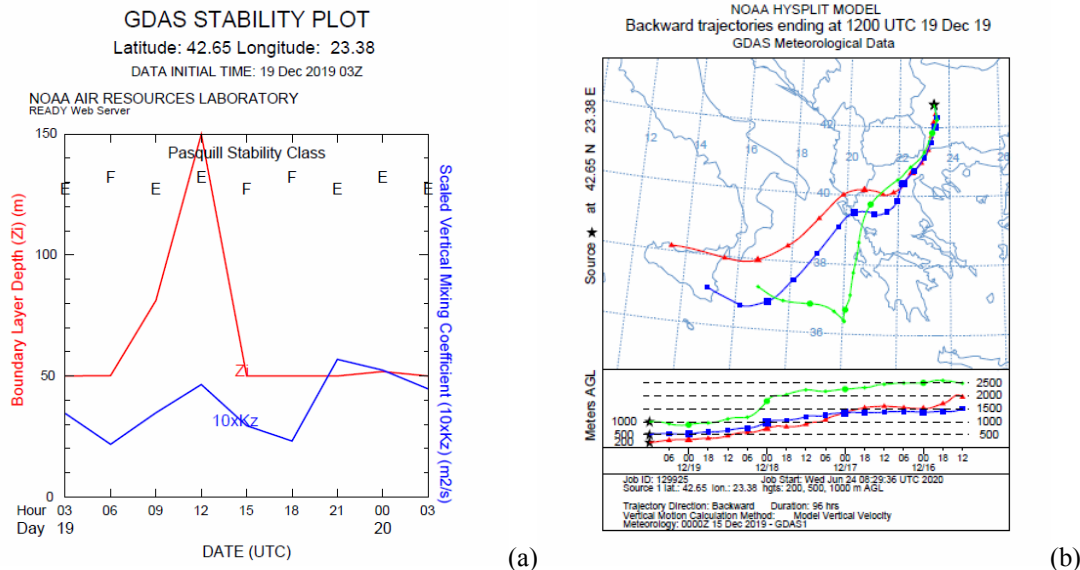 GDAS STABILITY PLOT
Latitude: 42.65 Longitude: 23.38
DATA INITIAL TIME: 19 Dec 2019 03Z
NOAA AIR RESOURCES LABORATORY
READY Web Server
Pasquill Stability Class
E F E E F F E E E
Boundary Layer Depth (Zi) (m)
150
100
50
0
Zi
10xKz
Scaled Vertical Mixing Coefficient (10xKz) (m2/s)
Hour 03 06 09 12 15 18 21 00 03
Day 19 20
DATE (UTC)
(a)
NOAA HYSPLIT MODEL
Backward trajectories ending at 1200 UTC 19 Dec 19
GDAS Meteorological Data
Source ★ at 42.65 N 23.38 E
12 14 16 18 20 22 24 26
42
40
38
36
Meters AGL
1000
500
200
2500
2000
1500
1000
500
06 00 18 12 06 00 18 12 06 00 18 12 06 00 18 12
12/19 12/18 12/17 12/16
Job ID: 129925 Job Start: Wed Jun 24 08:29:36 UTC 2020
Source 1 lat.: 42.65 lon.: 23.38 hgts: 200, 500, 1000 m AGL
Trajectory Direction: Backward Duration: 96 hrs
Vertical Motion Calculation Method: Model Vertical Velocity
Meteorology: 0000Z 15 Dec 2019 - GDAS1
(b)